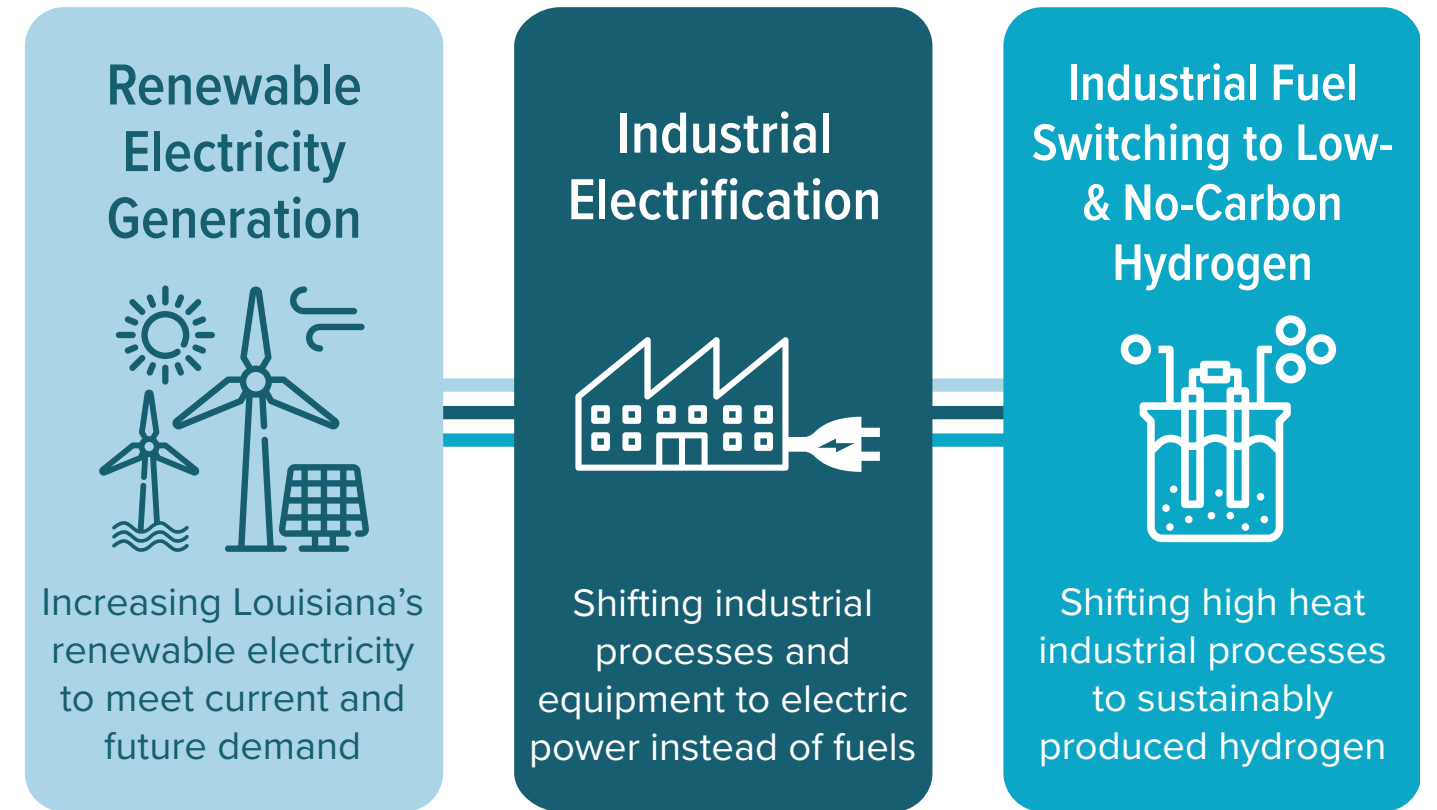 Renewable
Electricity
Generation
Increasing Louisiana’s
renewable electricity
to meet current and
future demand
Industrial
Electrification
Shifting industrial
processes and
equipment to electric
power instead of fuels
Industrial Fuel
Switching to Low-
& No-Carbon
Hydrogen
Shifting high heat
industrial processes
to sustainably
produced hydrogen